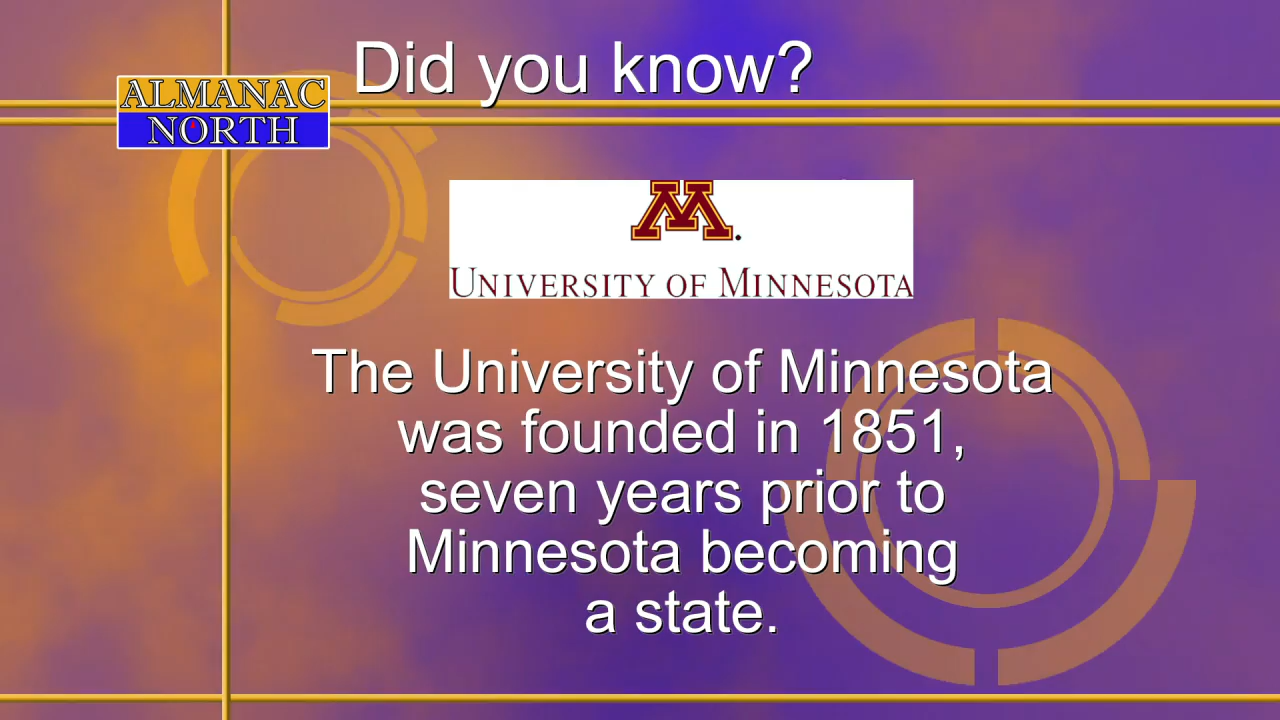 Did you know?
ALMANAC
NORTH
M.
UNIVERSITY OF MINNESOTA
The University of Minnesota
was founded in 1851,
seven years prior to
Minnesota becoming
a state.